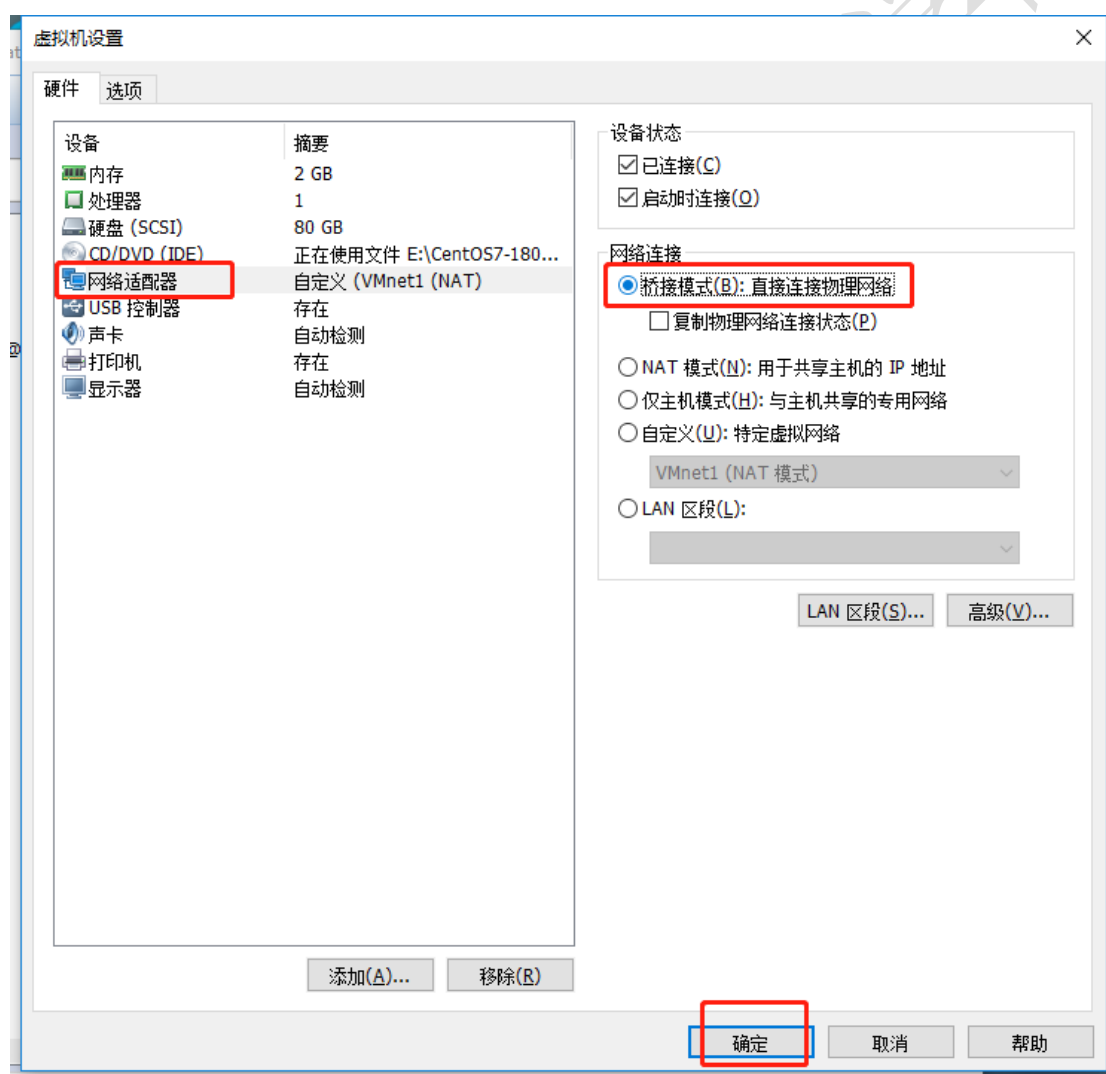 虚拟机设置
硬件 选项
设备 摘要
内存 2 GB
处理器 1
硬盘 (SCSI) 80 GB
CD/DVD (IDE) 正在使用文件 E:\CentOS7-180...
网络适配器 自定义 (VMnet1 (NAT)
USB 控制器 存在
声卡 自动检测
打印机 存在
显示器 自动检测
添加(A)... 移除(R)
设备状态
已连接(C)
启动时连接(O)
网络连接
桥接模式(B): 直接连接物理网络
复制物理网络连接状态(P)
NAT 模式(N): 用于共享主机的 IP 地址
仅主机模式(H): 与主机共享的专用网络
自定义(U): 特定虚拟网络
VMnet1 (NAT 模式)
LAN 区段(L):
LAN 区段(S)... 高级(V)...
确定 取消 帮助